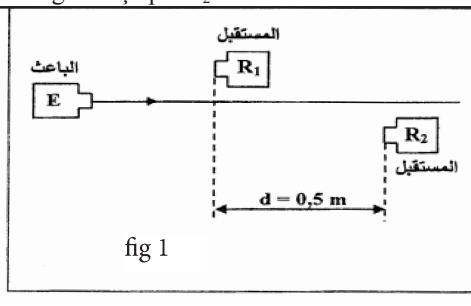 المستقبل
الباعث
R₁
E
R₂
المستقبل
d = 0,5 m
fig 1